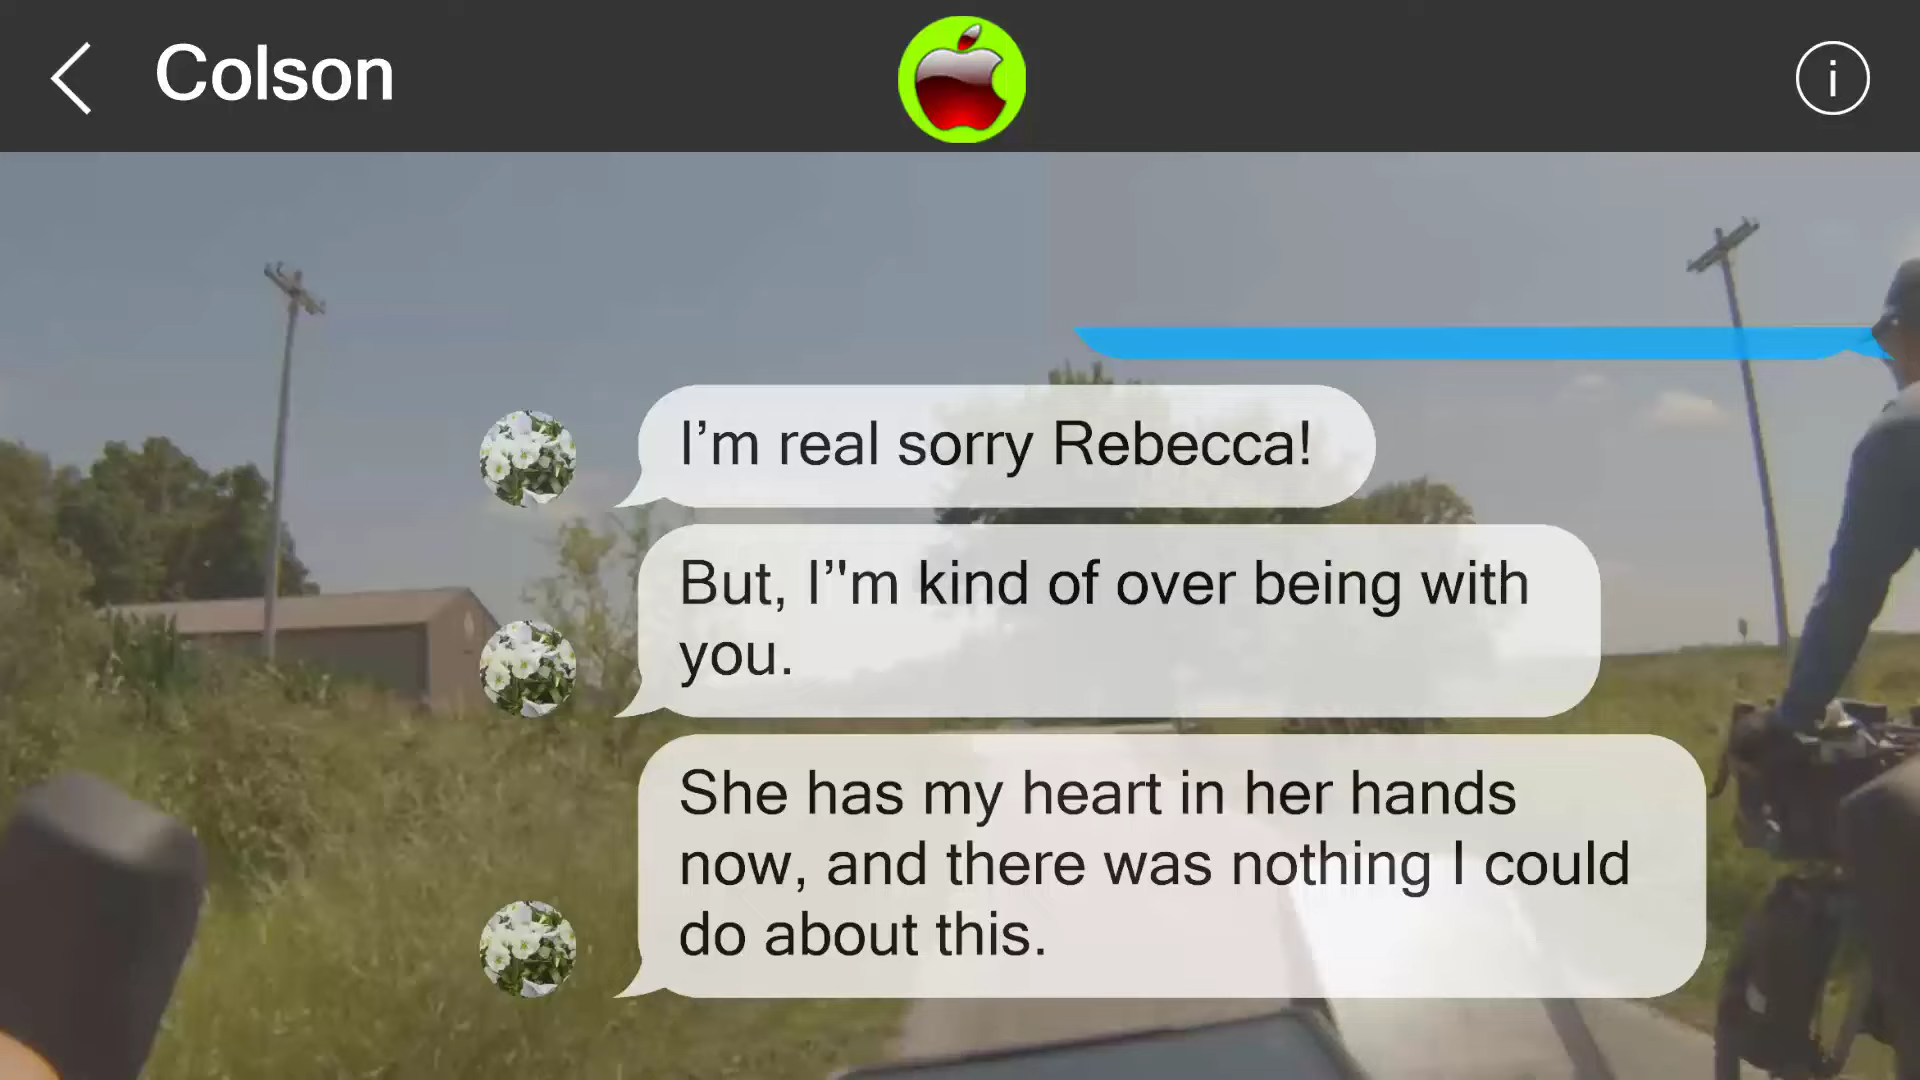 Colson
i
I’m real sorry Rebecca!
But, I’'m kind of over being with
you.
She has my heart in her hands
now, and there was nothing I could
do about this.